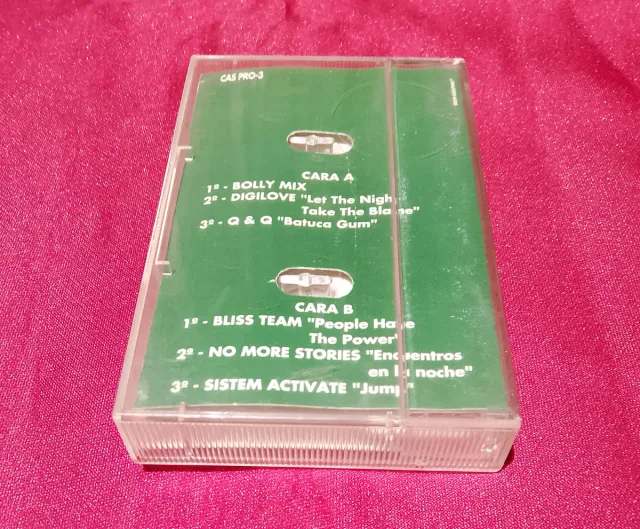 CAS PRO-3
CARA A
1º - BOLLY MIX
2º - DIGILOVE "Let The Night
Take The Blame"
3º - Q & Q "Batuca Gum"
CARA B
1º - BLISS TEAM "People Have
The Power"
2º - NO MORE STORIES "Encuentros
en la noche"
3º - SISTEM ACTIVATE "Jump"